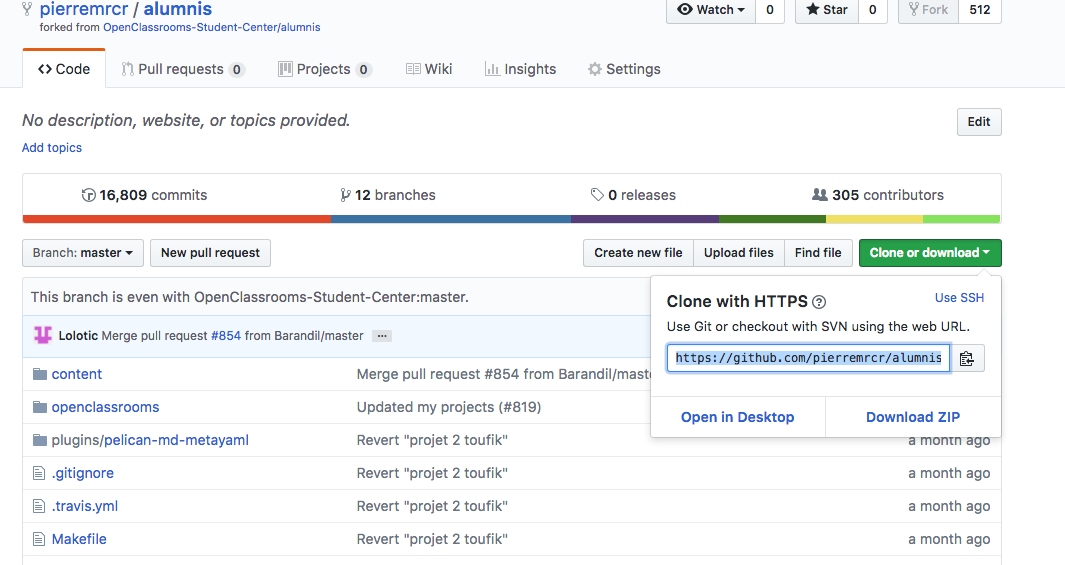 pierremrcr / alumnis
Watch 0 Star 0 Fork 512
forked from OpenClassrooms-Student-Center/alumnis
Code Pull requests 0 Projects 0 Wiki Insights Settings
No description, website, or topics provided.
Edit
Add topics
16,809 commits 12 branches 0 releases 305 contributors
Branch: master New pull request Create new file Upload files Find file Clone or download
This branch is even with OpenClassrooms-Student-Center:master.
Clone with HTTPS ? Use SSH
Use Git or checkout with SVN using the web URL.
https://github.com/pierremrcr/alumnis
Open in Desktop Download ZIP
Lolotic Merge pull request #854 from Barandil/master ...
content Merge pull request #854 from Barandil/maste
openclassrooms Updated my projects (#819)
plugins/pelican-md-metayaml Revert "projet 2 toufik" a month ago
.gitignore Revert "projet 2 toufik" a month ago
.travis.yml Revert "projet 2 toufik" a month ago
Makefile Revert "projet 2 toufik" a month ago